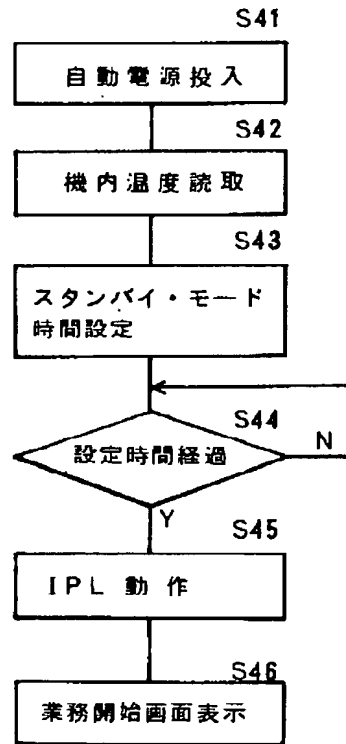 S41
自動電源投入
S42
機内温度読取
S43
スタンバイ・モード
時間設定
S44
設定時間経過
N
Y
S45
IPL 動作
S46
業務開始画面表示